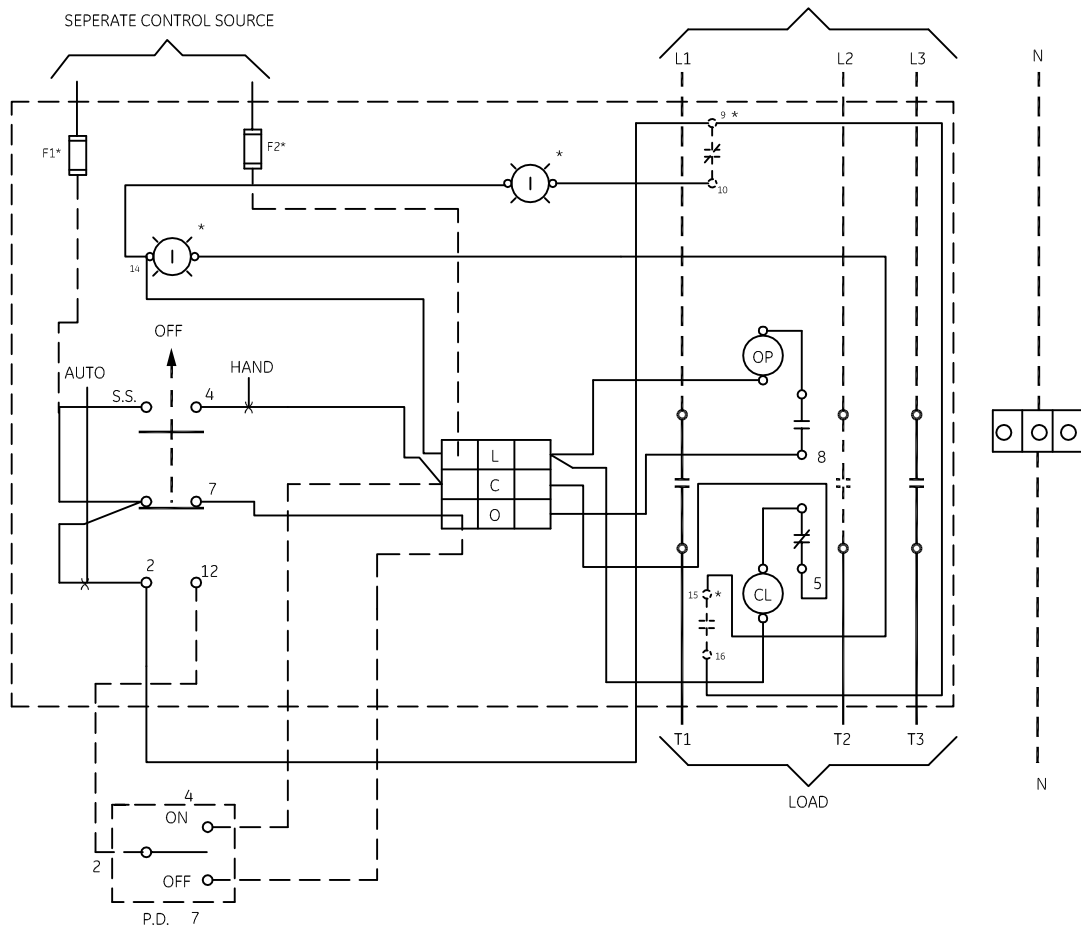 SEPERATE CONTROL SOURCE
L1 L2 L3 N
F1* F2*
9 *
10
*
*
14
I
I
OFF
AUTO HAND
S.S. 4
OP
8
7
L
C
O
2 12
5
CL
15 *
16
T1 T2 T3
N
LOAD
4
ON
2
OFF
P.D. 7